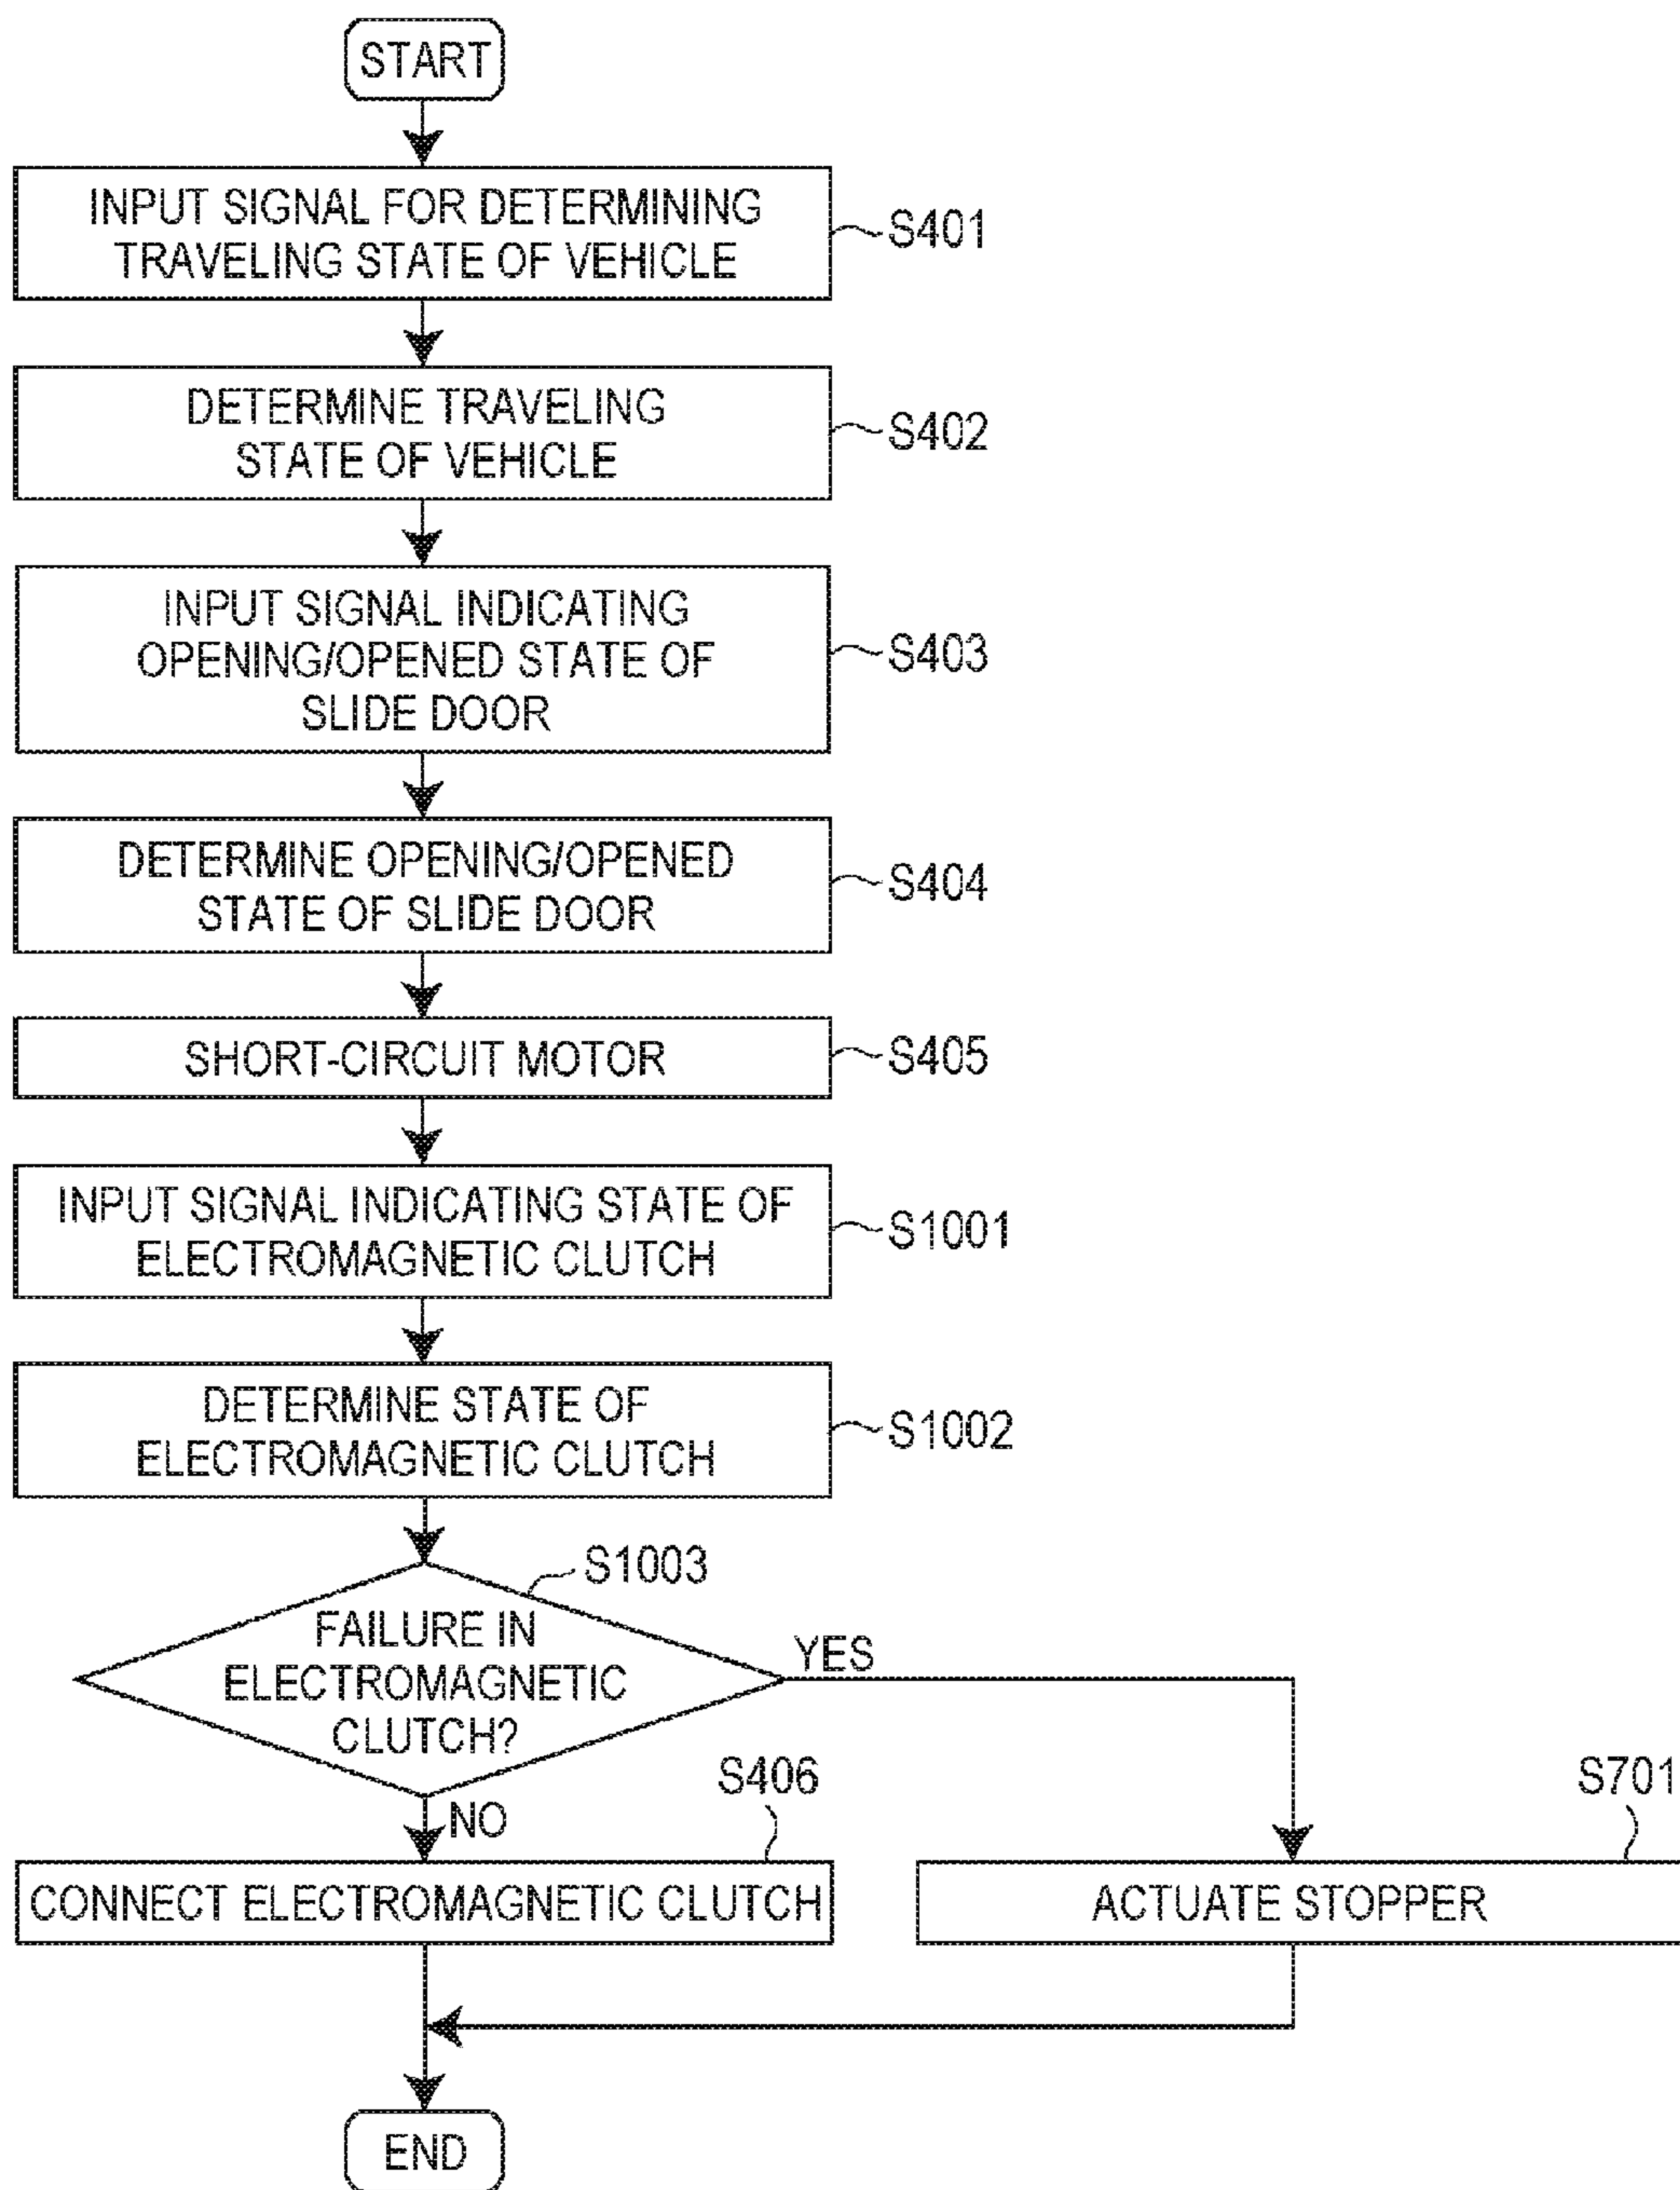 START
INPUT SIGNAL FOR DETERMINING
TRAVELING STATE OF VEHICLE
S401
DETERMINE TRAVELING
STATE OF VEHICLE
S402
INPUT SIGNAL INDICATING
OPENING/OPENED STATE OF
SLIDE DOOR
S403
DETERMINE OPENING/OPENED
STATE OF SLIDE DOOR
S404
SHORT-CIRCUIT MOTOR
S405
INPUT SIGNAL INDICATING STATE OF
ELECTROMAGNETIC CLUTCH
S1001
DETERMINE STATE OF
ELECTROMAGNETIC CLUTCH
S1002
S1003
FAILURE IN
ELECTROMAGNETIC
CLUTCH?
YES
NO
S406
CONNECT ELECTROMAGNETIC CLUTCH
S701
ACTUATE STOPPER
END